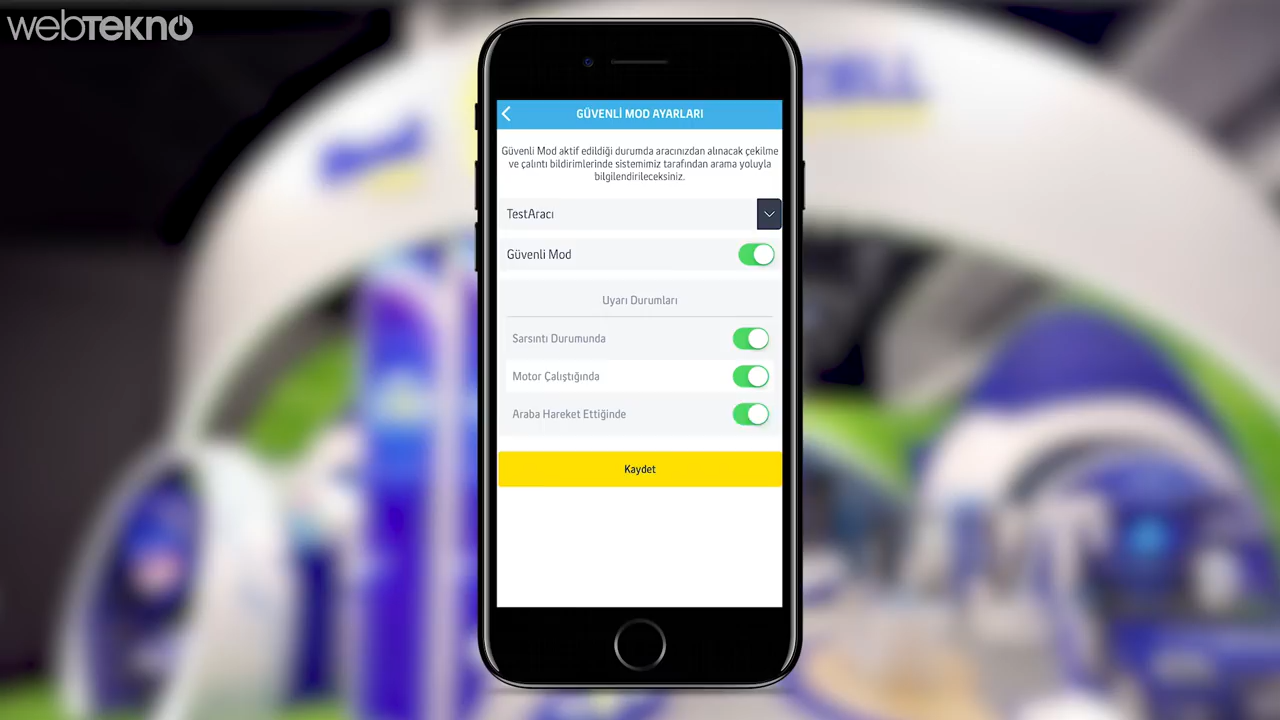 webTEKNO
GÜVENLİ MOD AYARLARI
Güvenli Mod aktif edildiği durumda aracınızdan alınacak çekilme
ve çalıntı bildirimlerinde sistemimiz tarafından arama yoluyla
bilgilendirileceksiniz.
TestAracı
Güvenli Mod
Uyarı Durumları
Sarsıntı Durumunda
Motor Çalıştığında
Araba Hareket Ettiğinde
Kaydet